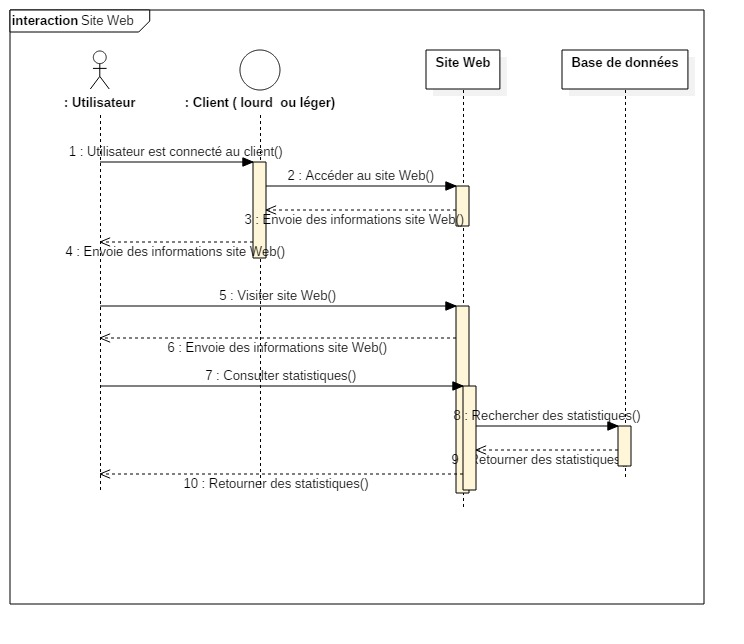 interaction Site Web
: Utilisateur
: Client ( lourd  ou léger)
Site Web
Base de données
1 : Utilisateur est connecté au client()
2 : Accéder au site Web()
3 : Envoie des informations site Web()
4 : Envoie des informations site Web()
5 : Visiter site Web()
6 : Envoie des informations site Web()
7 : Consulter statistiques()
8 : Rechercher des statistiques()
9 : Retourner des statistiques
10 : Retourner des statistiques()